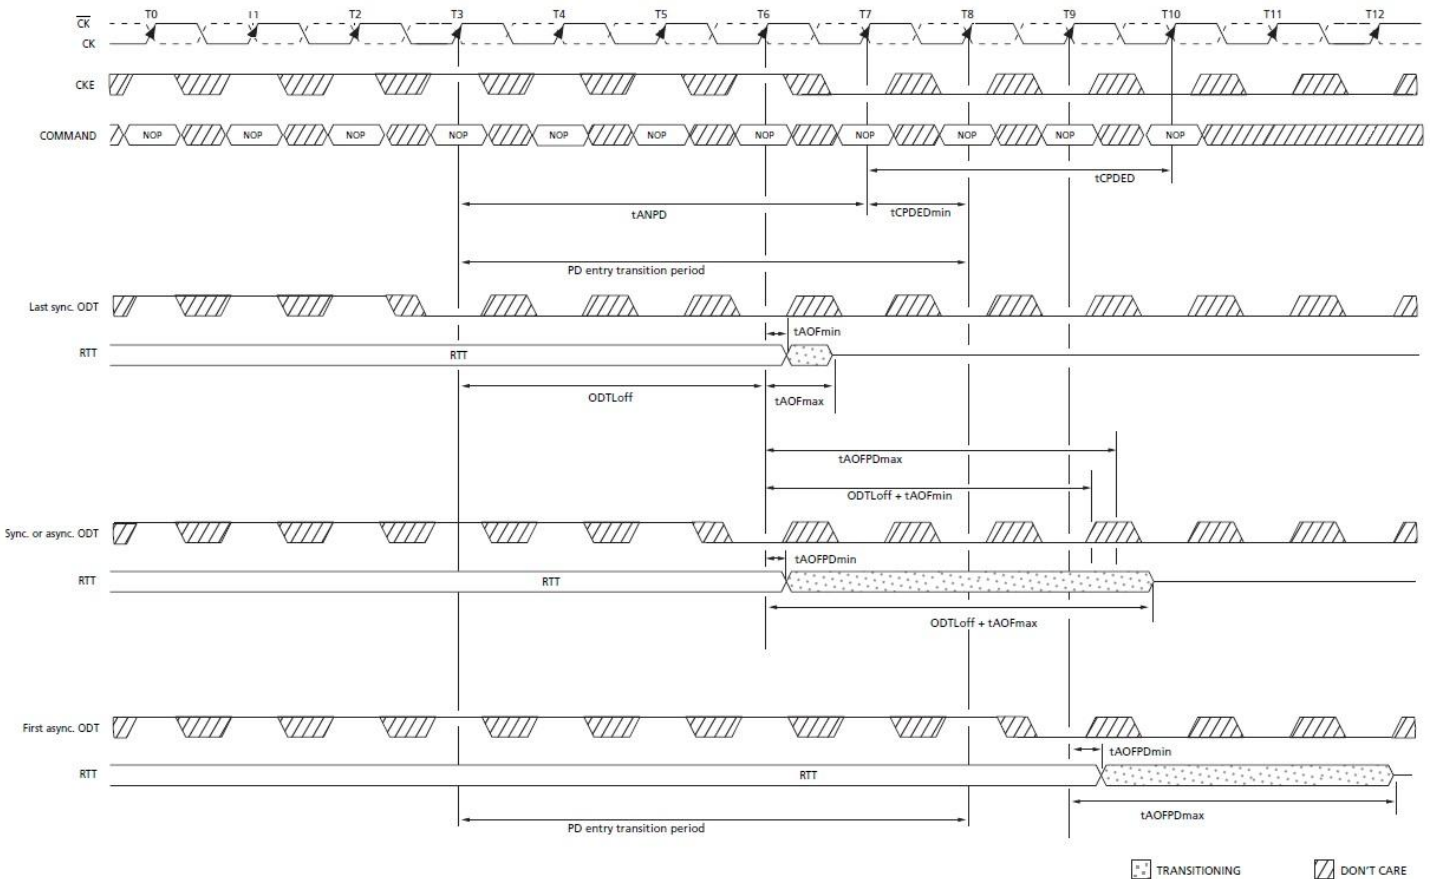 T0 T1 T2 T3 T4 T5 T6 T7 T8 T9 T10 T11 T12
CK
CK
CKE
COMMAND NOP NOP NOP NOP NOP NOP NOP NOP NOP NOP NOP
tCPDED
tANPD tCPDEDmin
PD entry transition period
Last sync. ODT
tAOFmin
RTT RTT
ODTLoff tAOFmax
tAOFPDmax
ODTLoff + tAOFmin
Sync. or async. ODT
tAOFPDmin
RTT RTT
ODTLoff + tAOFmax
First async. ODT
tAOFPDmin
RTT RTT
tAOFPDmax
PD entry transition period
TRANSITIONING DON'T CARE